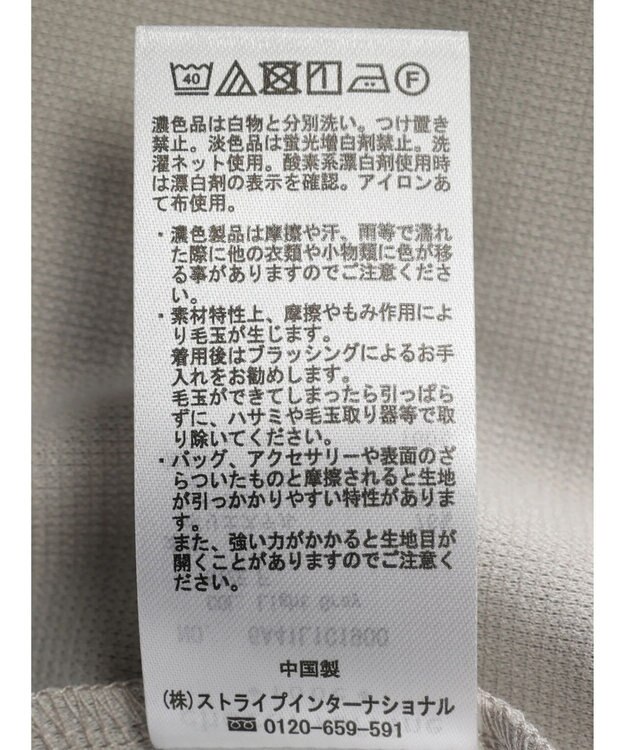 40 F
濃色品は白物と分別洗い。つけ置き
禁止。淡色品は蛍光増白剤禁止。洗
濯ネット使用。酸素系漂白剤使用時
は漂白剤の表示を確認。アイロンあ
て布使用。
・濃色製品は摩擦や汗、雨等で濡れ
た際に他の衣類や小物類に色が移
る事がありますのでご注意くださ
い。
・素材特性上、摩擦やもみ作用によ
り毛玉が生じます。
着用後はブラッシングによるお手
入れをお勧めします。
毛玉ができてしまったら引っぱら
ずに、ハサミや毛玉取り器等で取
り除いてください。
・バッグ、アクセサリーや表面のざ
らついたものと摩擦されると生地
が引っかかりやすい特性がありま
す。
また、強い力がかかると生地目が
開くことがありますのでご注意く
ださい。
Light Gray
中国製
(株)ストライプインターナショナル
0120-659-591